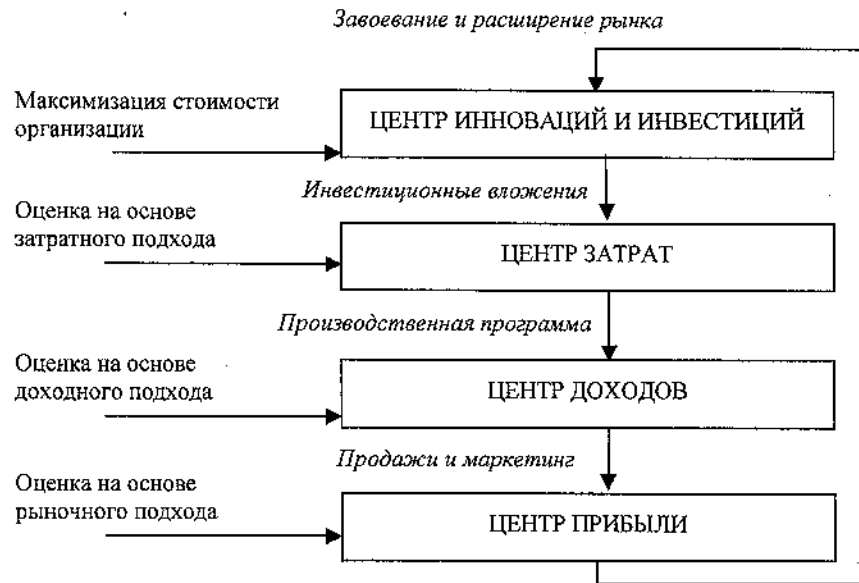 Завоевание и расширение рынка
Максимизация стоимости
организации
ЦЕНТР ИННОВАЦИЙ И ИНВЕСТИЦИЙ
Инвестиционные вложения
Оценка на основе
затратного подхода
ЦЕНТР ЗАТРАТ
Производственная программа
Оценка на основе
доходного подхода
ЦЕНТР ДОХОДОВ
Продажи и маркетинг
Оценка на основе
рыночного подхода
ЦЕНТР ПРИБЫЛИ